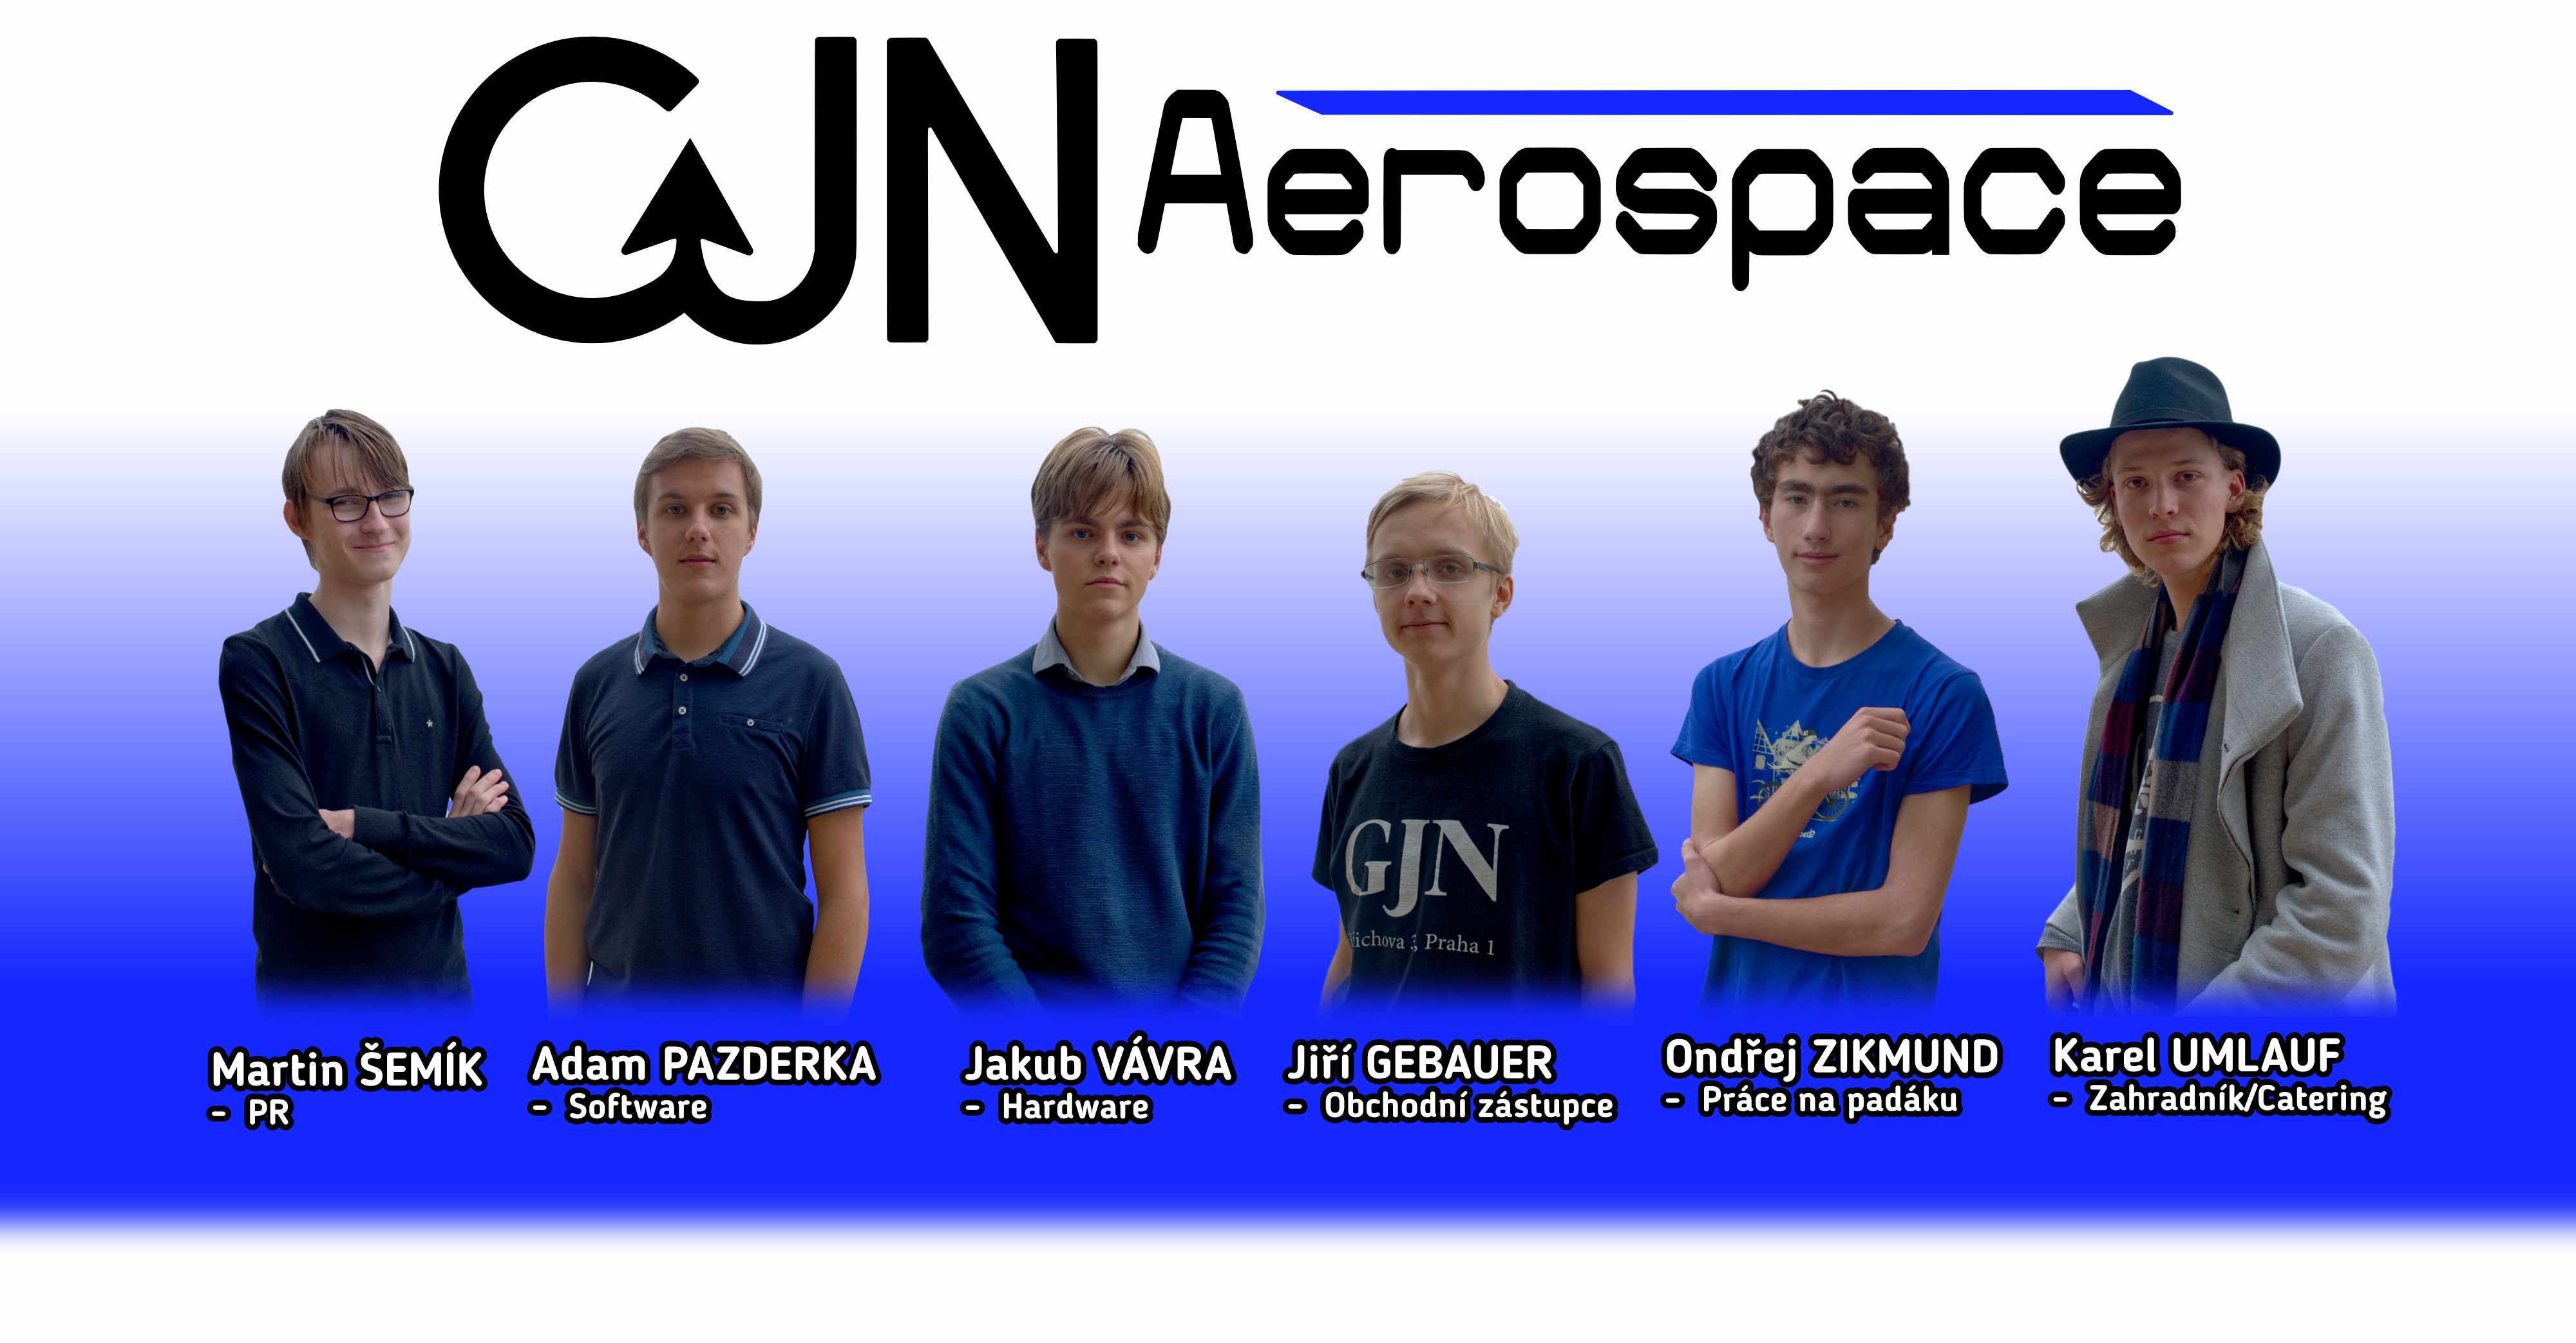 GJN Aerospace
GJN
Praha 1
Martin ŠEMÍK
- PR
Adam PAZDERKA
- Software
Jakub VÁVRA
- Hardware
Jiří GEBAUER
- Obchodní zástupce
Ondřej ZIKMUND
- Práce na padáku
Karel UMLAUF
- Zahradník/Catering